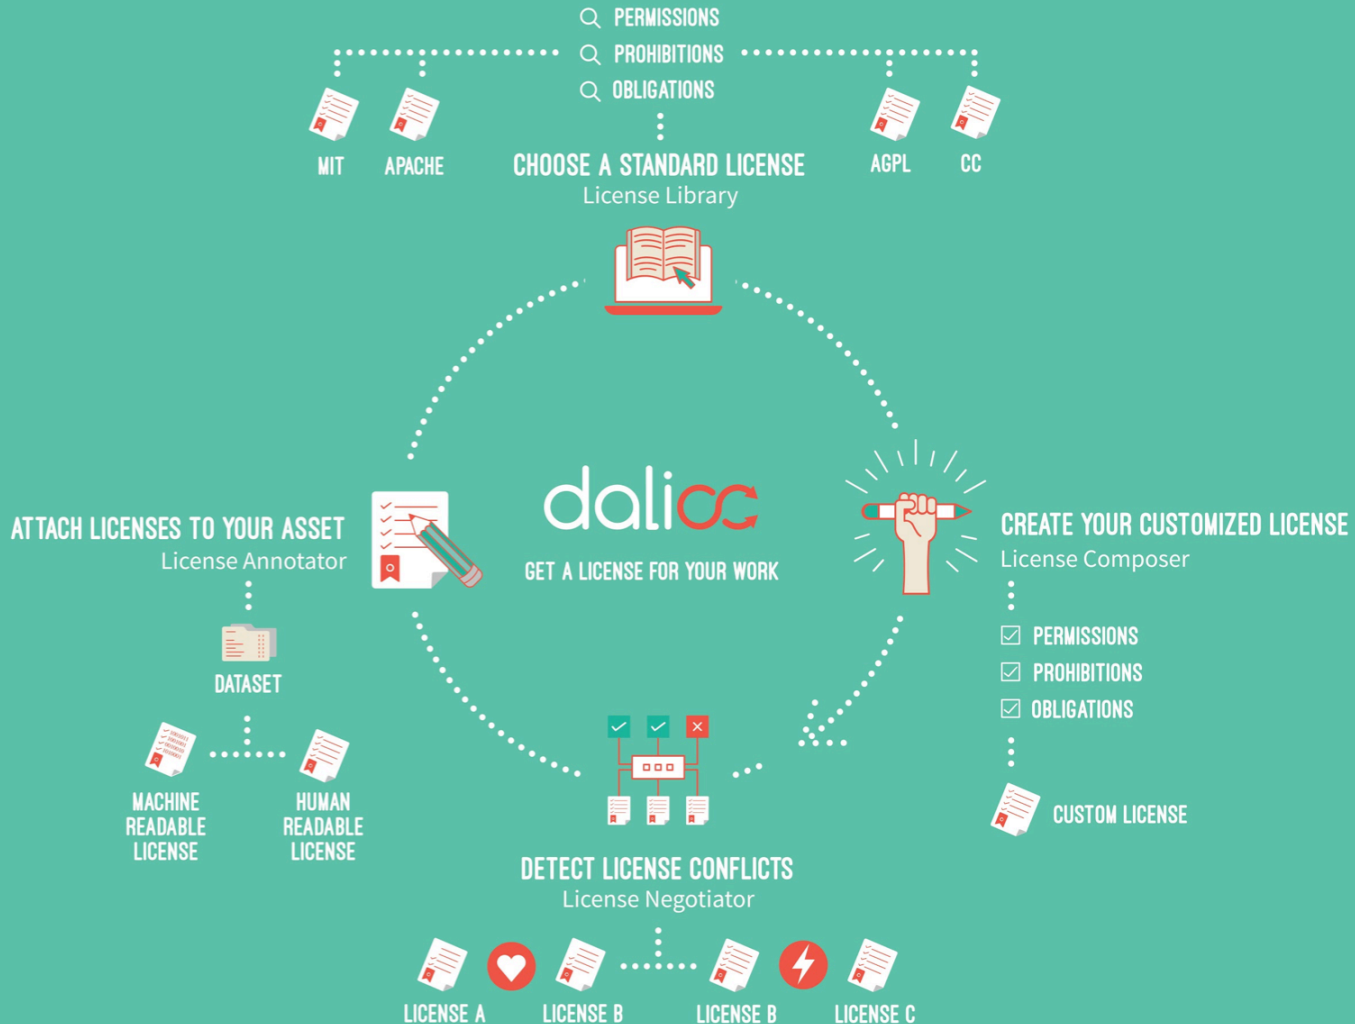 PERMISSIONS
PROHIBITIONS
OBLIGATIONS
MIT
APACHE
CHOOSE A STANDARD LICENSE
License Library
AGPL
CC
dalicc
GET A LICENSE FOR YOUR WORK
ATTACH LICENSES TO YOUR ASSET
License Annotator
DATASET
MACHINE
READABLE
LICENSE
HUMAN
READABLE
LICENSE
CREATE YOUR CUSTOMIZED LICENSE
License Composer
PERMISSIONS
PROHIBITIONS
OBLIGATIONS
CUSTOM LICENSE
DETECT LICENSE CONFLICTS
License Negotiator
LICENSE A
LICENSE B
LICENSE B
LICENSE C